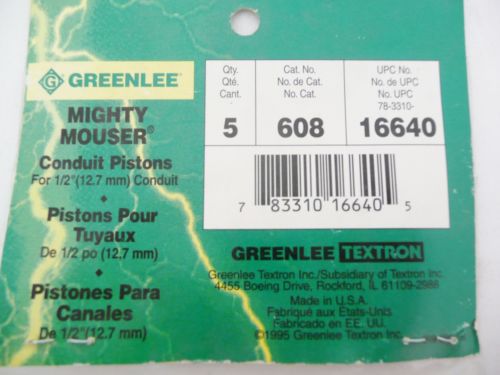 G GREENLEE
MIGHTY
MOUSER®
Conduit Pistons
For 1/2"(12.7 mm) Conduit
Pistons Pour
Tuyaux
De 1/2 po (12.7 mm)
Pistones Para
Canales
De 1/2"(12.7 mm)
Qty.
Qté.
Cant.
5
Cat. No.
No. de Cat.
No. Cat.
608
UPC No.
No. de UPC
No. UPC
78-3310-
16640
7 83310 16640 5
GREENLEE TEXTRON
Greenlee Textron Inc./Subsidiary of Textron Inc.
4455 Boeing Drive, Rockford, IL 61109-2988
Made in U.S.A.
Fabriqué aux États-Unis
Fabricado en EE. UU.
©1995 Greenlee Textron Inc.